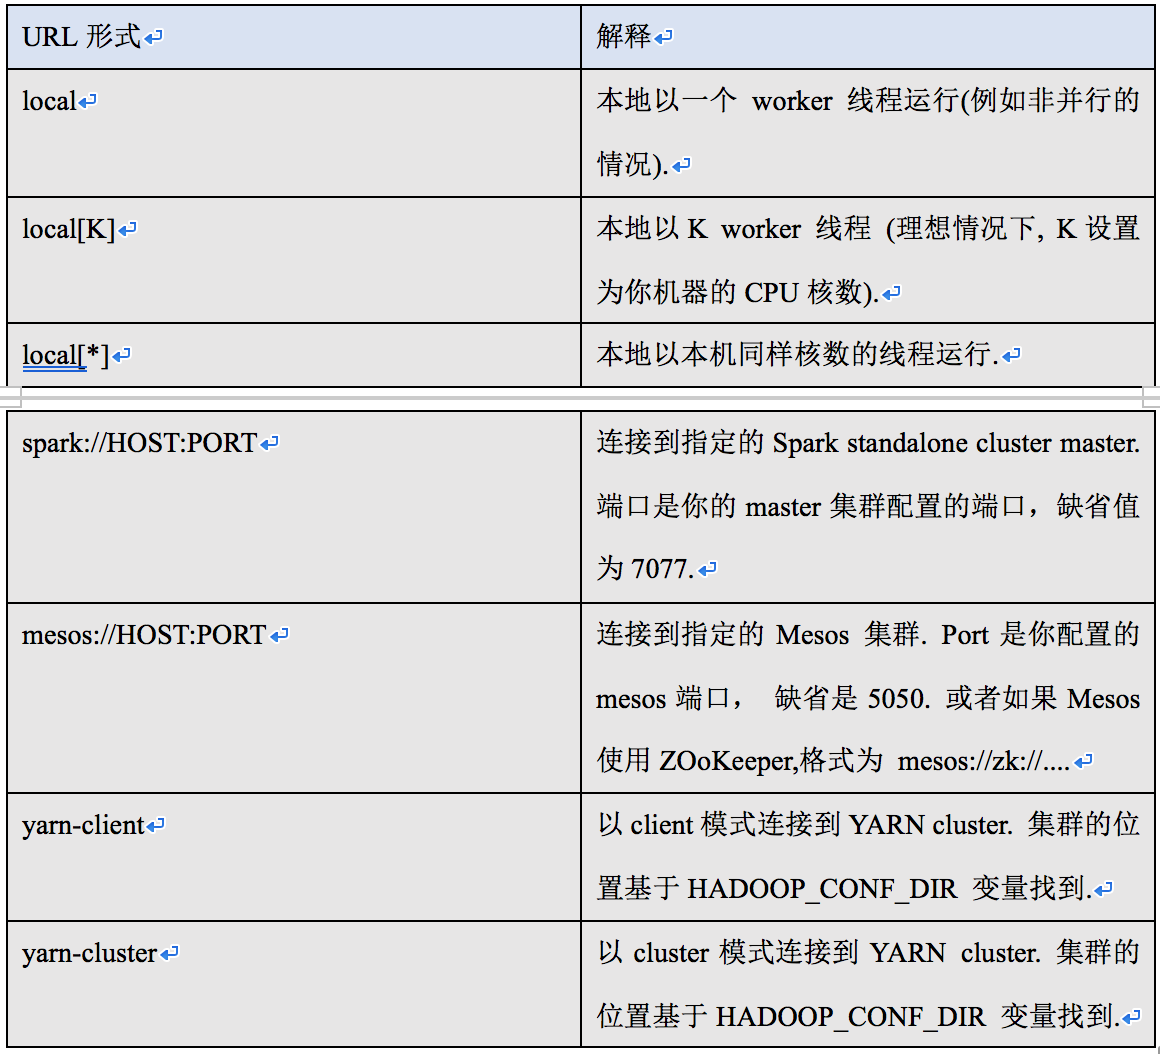 URL 形式
解释
local
本地以一个 worker 线程运行(例如非并行的
情况).
local[K]
本地以 K worker 线程 (理想情况下, K 设置
为你机器的 CPU 核数).
local[*]
本地以本机同样核数的线程运行.
spark://HOST:PORT
连接到指定的 Spark standalone cluster master.
端口是你的 master 集群配置的端口，缺省值
为 7077.
mesos://HOST:PORT
连接到指定的 Mesos 集群. Port 是你配置的
mesos 端口， 缺省是 5050. 或者如果 Mesos
使用 ZOoKeeper,格式为 mesos://zk://....
yarn-client
以 client 模式连接到 YARN cluster. 集群的位
置基于 HADOOP_CONF_DIR 变量找到.
yarn-cluster
以 cluster 模式连接到 YARN cluster. 集群的
位置基于 HADOOP_CONF_DIR 变量找到.